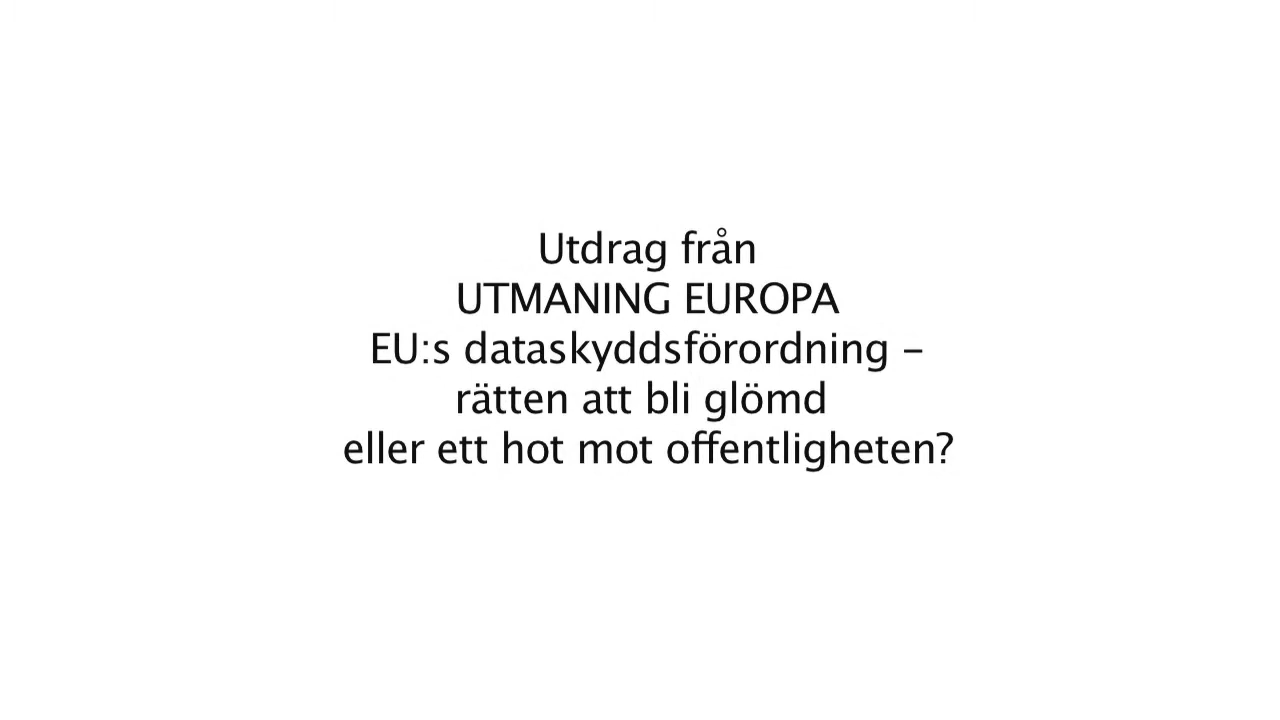 Utdrag från
UTMANING EUROPA
EU:s dataskyddsförordning –
rätten att bli glömd
eller ett hot mot offentligheten?